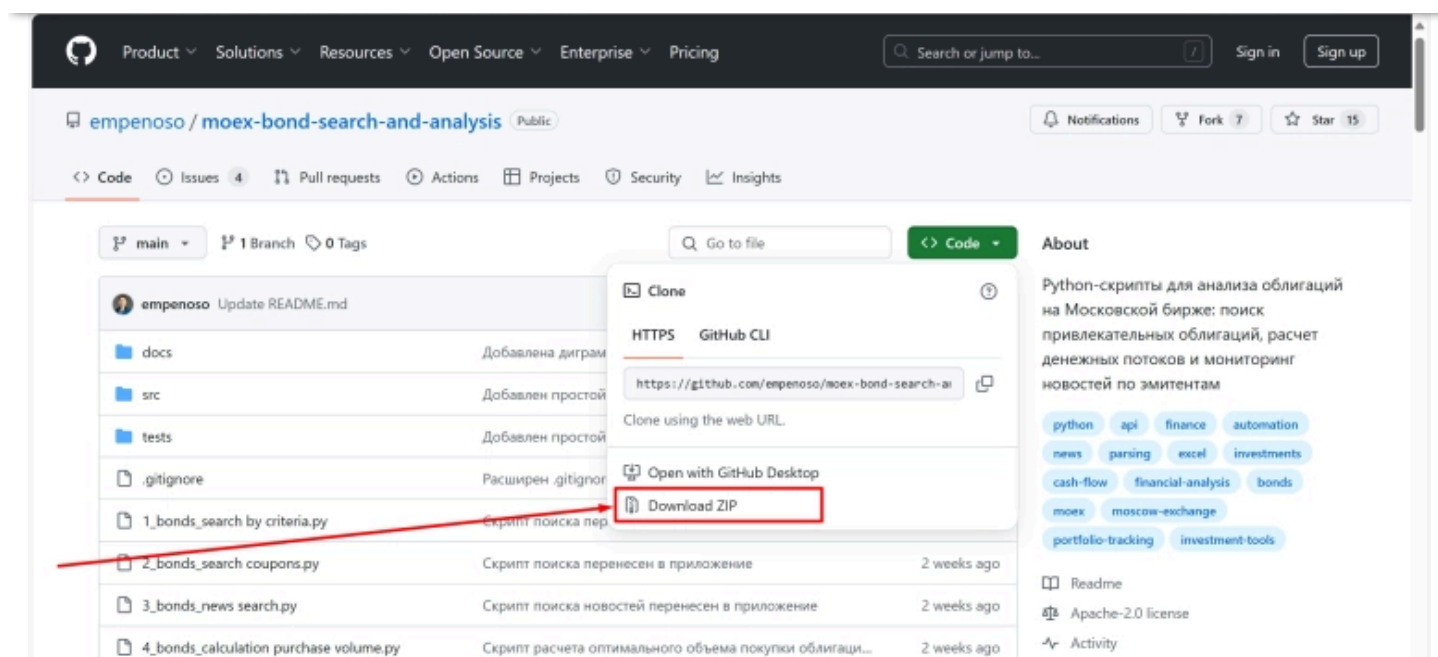 Product Solutions Resources Open Source Enterprise Pricing Search or jump to... / Sign in Sign up
empenoso / moex-bond-search-and-analysis Public Notifications Fork 7 Star 15
Code Issues 4 Pull requests Actions Projects Security Insights
main 1 Branch 0 Tags Go to file Code
empenoso Update README.md
docs Добавлена диграм
src Добавлен простой
tests Добавлен простой
.gitignore Расширен .gitignor
1_bonds_search by criteria.py Скрипт поиска пер
2_bonds_search coupons.py Скрипт поиска перенесен в приложение 2 weeks ago
3_bonds_news search.py Скрипт поиска новостей перенесен в приложение 2 weeks ago
4_bonds_calculation purchase volume.py Скрипт расчета оптимального объема покупки облигаци... 2 weeks ago
Clone
HTTPS GitHub CLI
https://github.com/empenoso/moex-bond-search-a
Clone using the web URL.
Open with GitHub Desktop
Download ZIP
About
Python-скрипты для анализа облигаций
на Московской бирже: поиск
привлекательных облигаций, расчет
денежных потоков и мониторинг
новостей по эмитентам
python api finance automation
news parsing excel investments
cash-flow financial-analysis bonds
moex moscow-exchange
portfolio-tracking investment-tools
Readme
Apache-2.0 license
Activity